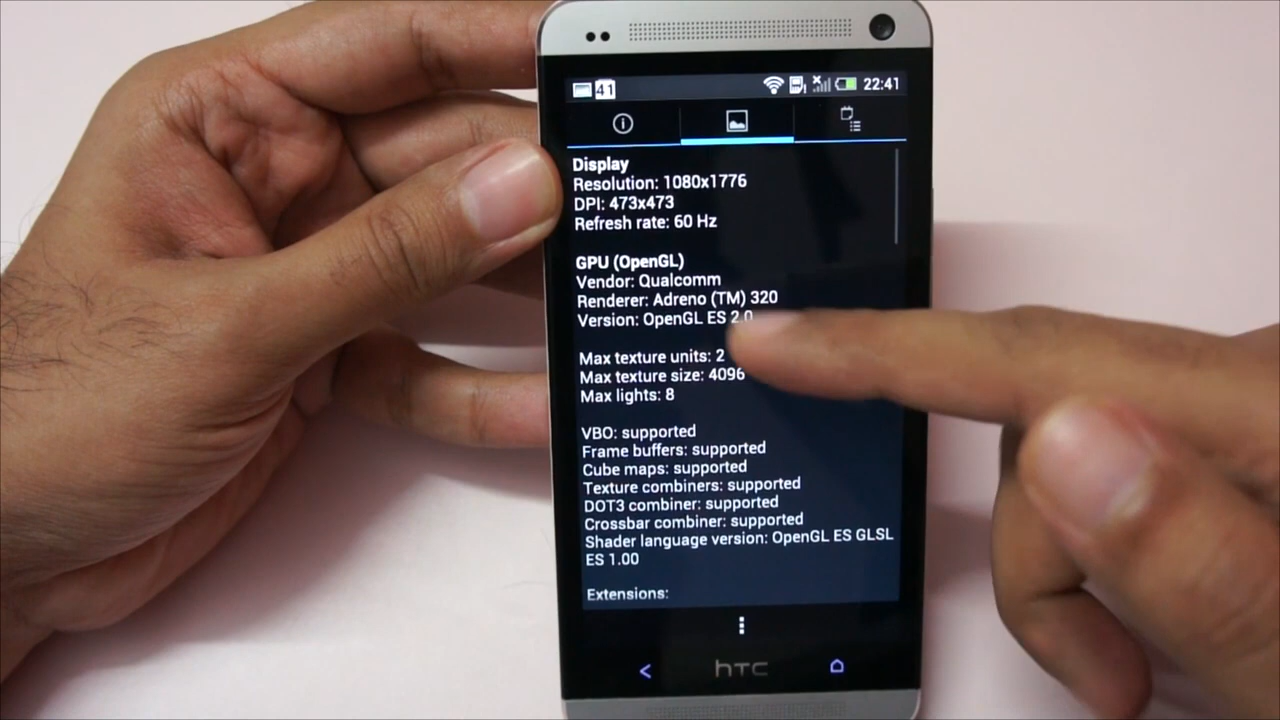 41 22:41
Display
Resolution: 1080x1776
DPI: 473x473
Refresh rate: 60 Hz
GPU (OpenGL)
Vendor: Qualcomm
Renderer: Adreno (TM) 320
Version: OpenGL ES 2.0
Max texture units: 2
Max texture size: 4096
Max lights: 8
VBO: supported
Frame buffers: supported
Cube maps: supported
Texture combiners: supported
DOT3 combiner: supported
Crossbar combiner: supported
Shader language version: OpenGL ES GLSL
ES 1.00
Extensions:
hTC